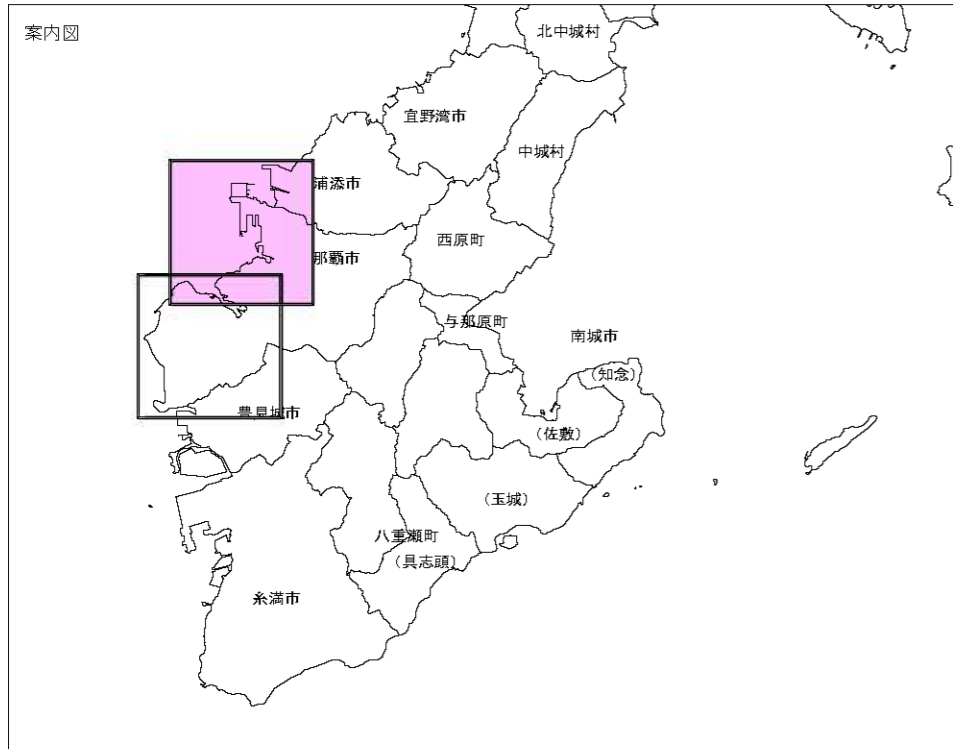 案内図
北中城村
宜野湾市
中城村
浦添市
西原町
那覇市
与那原町
南城市
（知念）
豊見城市
（佐敷）
（玉城）
八重瀬町
（具志頭）
糸満市